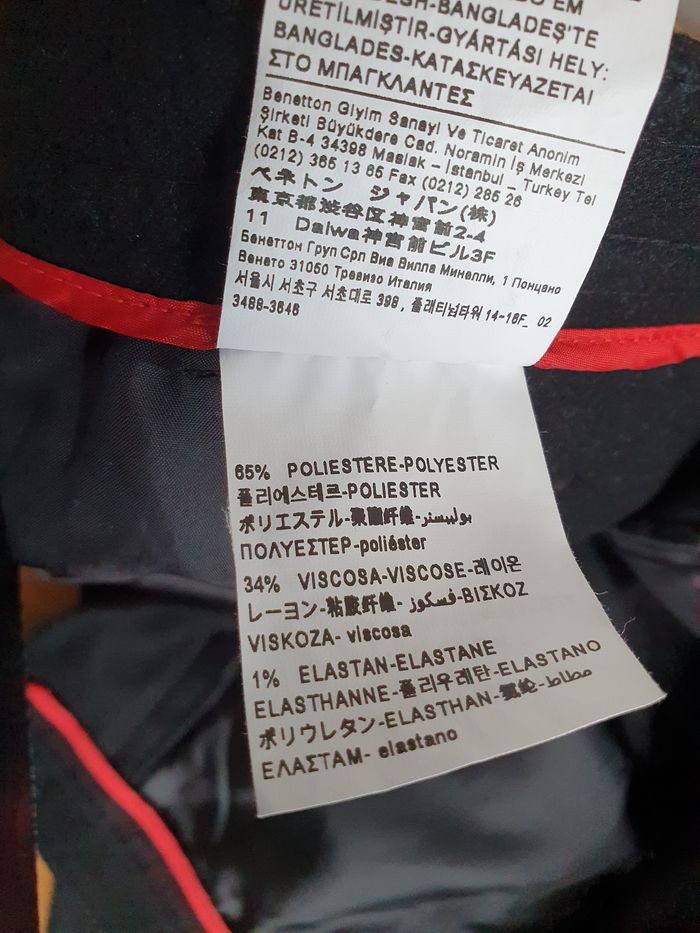 ÜRETİLMİŞTİR-GYÁRTÁSI HELY:
BANGLADES-ΚΑΤΑΣΚΕΥΑΖΕΤΑΙ
ΣΤΟ ΜΠΑΓΚΛΑΝΤΕΣ
Benetton Giyim Sanayi Ve Ticaret Anonim
Şirketi Büyükdere Cad. Noramin İş Merkezi
Kat B-4 34398 Maslak - İstanbul - Turkey Tel
(0212) 365 13 65 Fax (0212) 285 26
ベネトン ジャパン(株)
東京都渋谷区神宮前2-4
11 Daiwa神宮前ビル3F
Бенеттон Груп Срл Виа Вилла Минелли, 1 Понцано
Венето 31050 Тревизо Италия
서울시 서초구 서초대로 398, 플래티넘타워 14-16F_ 02
3488-3646
65% POLIESTERE-POLYESTER
폴리에스테르-POLIESTER
ポリエステル-聚酯纤维-بوليستر
ΠΟΛΥΕΣΤΕΡ-poliéster
34% VISCOSA-VISCOSE-레이온
レーヨン-粘胶纤维-فسكوز-ΒΙΣΚΟΖ
VISKOZA- viscosa
1% ELASTAN-ELASTANE
ELASTHANNE-폴리우레탄-ELASTANO
ポリウレタン-ELASTHAN-氨纶-مطاط
ΕΛΑΣΤΑΜ- elastano